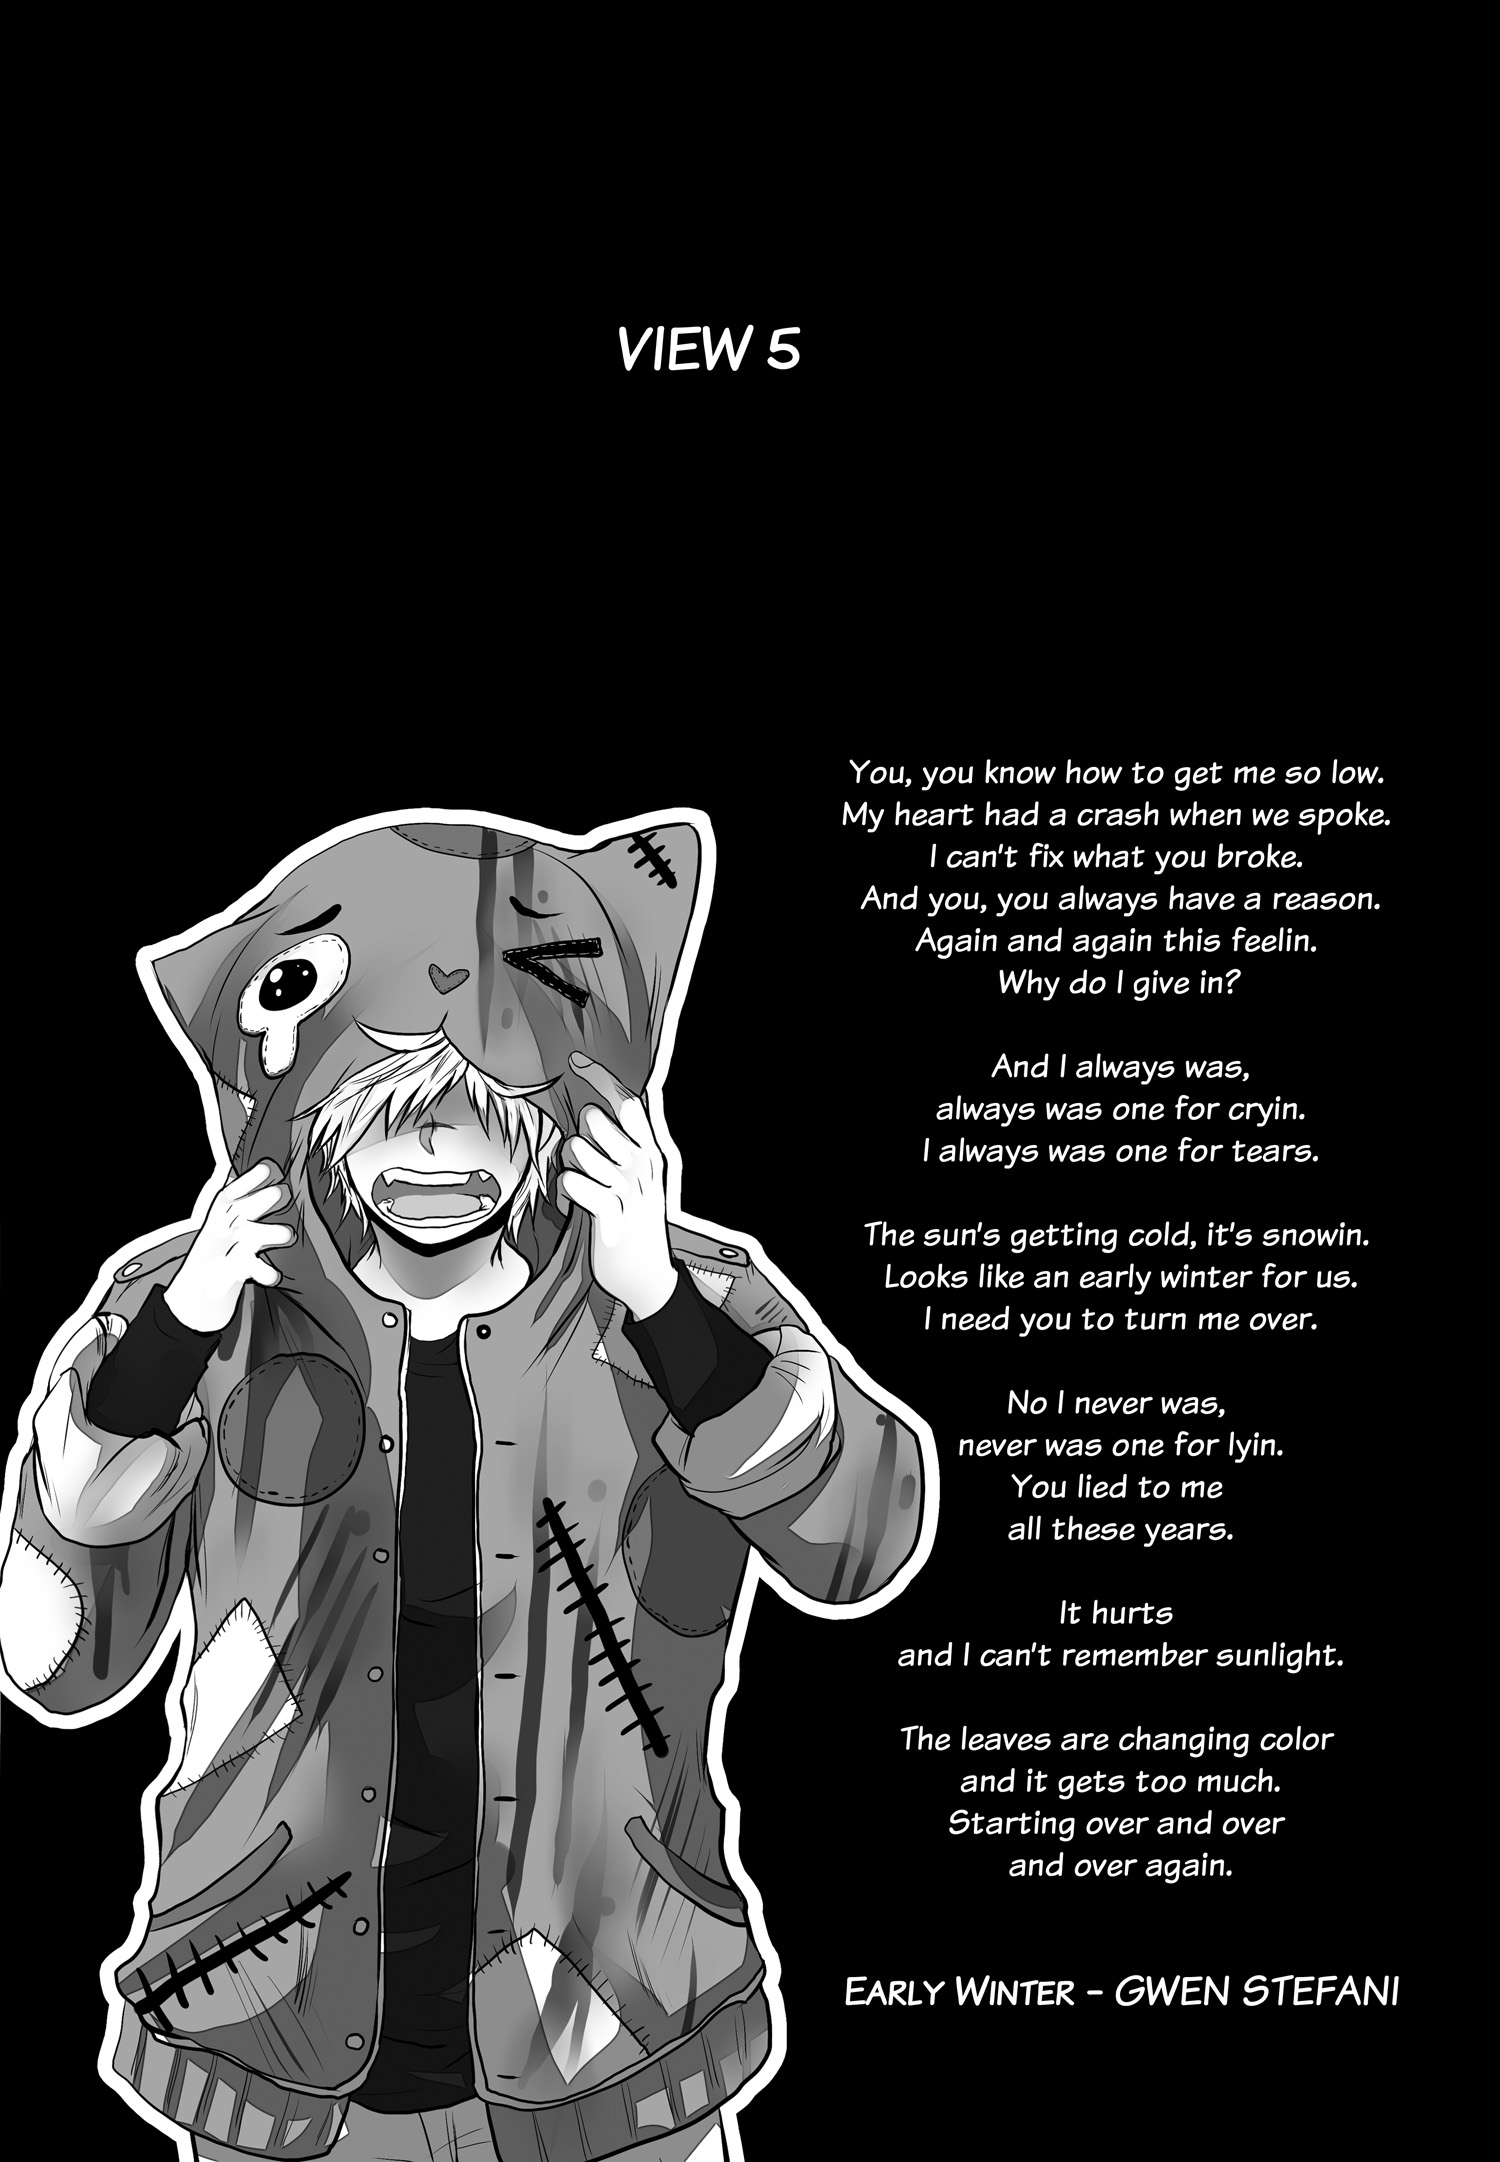 VIEW 5
You, you know how to get me so low.
My heart had a crash when we spoke.
I can't fix what you broke.
And you, you always have a reason.
Again and again this feelin.
Why do I give in?
And I always was,
always was one for cryin.
I always was one for tears.
The sun's getting cold, it's snowin.
Looks like an early winter for us.
I need you to turn me over.
No I never was,
never was one for lyin.
You lied to me
all these years.
It hurts
and I can't remember sunlight.
The leaves are changing color
and it gets too much.
Starting over and over
and over again.
EARLY WINTER - GWEN STEFANI